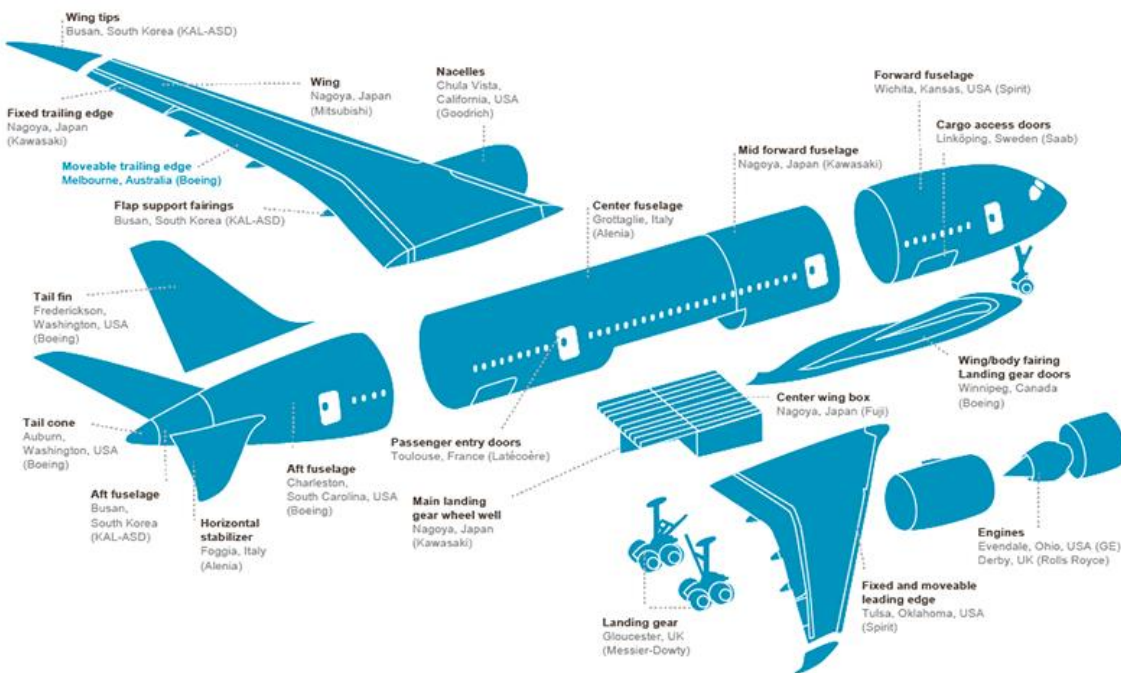 Wing tips
Busan, South Korea (KAL-ASD)
Wing
Nagoya, Japan
(Mitsubishi)
Nacelles
Chula Vista,
California, USA
(Goodrich)
Forward fuselage
Wichita, Kansas, USA (Spirit)
Fixed trailing edge
Nagoya, Japan
(Kawasaki)
Cargo access doors
Linköping, Sweden (Saab)
Mid forward fuselage
Nagoya, Japan (Kawasaki)
Moveable trailing edge
Melbourne, Australia (Boeing)
Flap support fairings
Busan, South Korea (KAL-ASD)
Center fuselage
Grottaglie, Italy
(Alenia)
Tail fin
Frederickson,
Washington, USA
(Boeing)
Wing/body fairing
Landing gear doors
Winnipeg, Canada
(Boeing)
Center wing box
Nagoya, Japan (Fuji)
Tail cone
Auburn,
Washington, USA
(Boeing)
Passenger entry doors
Toulouse, France (Latécoère)
Aft fuselage
Charleston,
South Carolina, USA
(Boeing)
Aft fuselage
Busan,
South Korea
(KAL-ASD)
Horizontal
stabilizer
Foggia, Italy
(Alenia)
Main landing
gear wheel well
Nagoya, Japan
(Kawasaki)
Engines
Evendale, Ohio, USA (GE)
Derby, UK (Rolls Royce)
Fixed and moveable
leading edge
Tulsa, Oklahoma, USA
(Spirit)
Landing gear
Gloucester, UK
(Messier-Dowty)